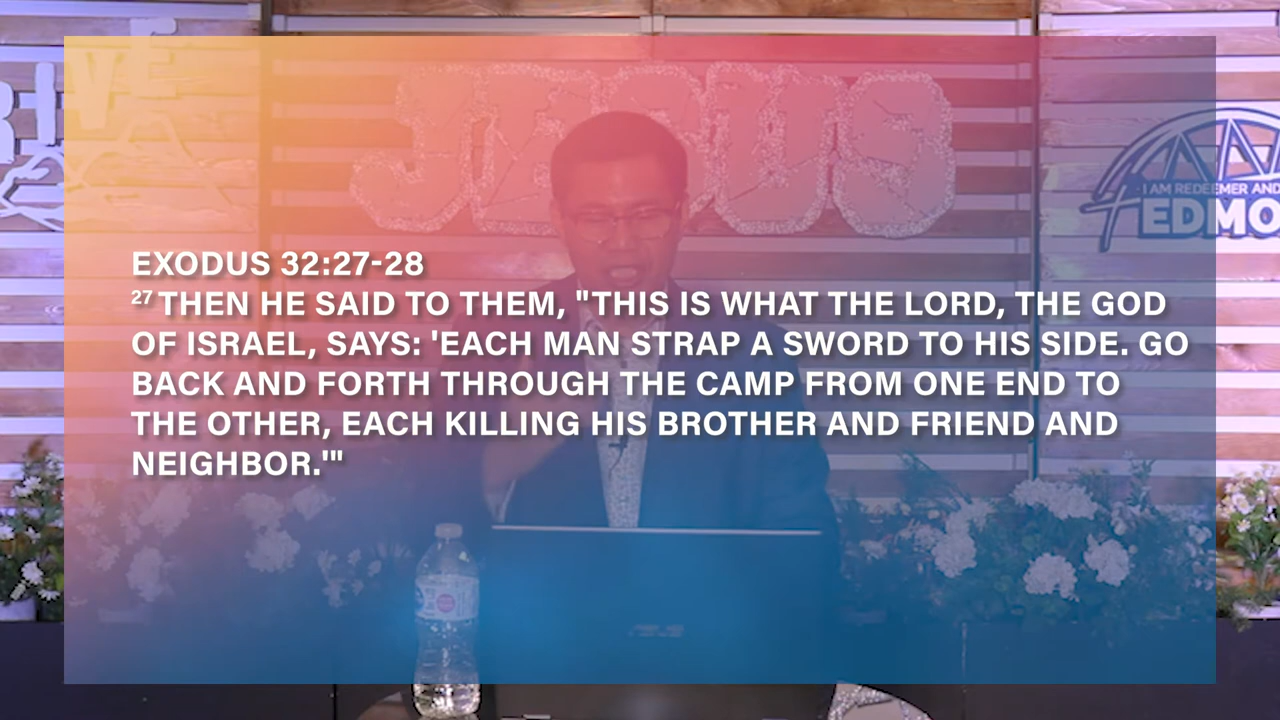 RIVE
JESUS
I AM REDEEMER AND
EDMO
EXODUS 32:27-28
27 THEN HE SAID TO THEM, "THIS IS WHAT THE LORD, THE GOD
OF ISRAEL, SAYS: 'EACH MAN STRAP A SWORD TO HIS SIDE. GO
BACK AND FORTH THROUGH THE CAMP FROM ONE END TO
THE OTHER, EACH KILLING HIS BROTHER AND FRIEND AND
NEIGHBOR.'"